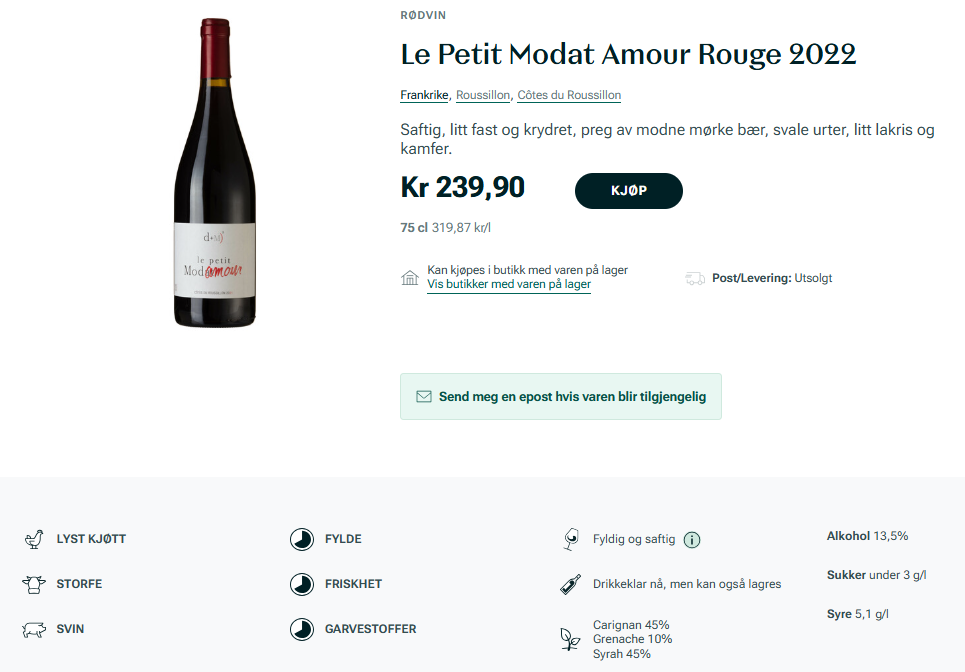 RØDVIN
Le Petit Modat Amour Rouge 2022
Frankrike, Roussillon, Côtes du Roussillon
Saftig, litt fast og krydret, preg av modne mørke bær, svale urter, litt lakris og
kamfer.
Kr 239,90
KJØP
75 cl 319,87 kr/l
Kan kjøpes i butikk med varen på lager
Vis butikker med varen på lager
Post/Levering: Utsolgt
Send meg en epost hvis varen blir tilgjengelig
d+M
le petit
Modamour
LYST KJØTT
STORFE
SVIN
FYLDE
FRISKHET
GARVESTOFFER
Fyldig og saftig
Drikkeklar nå, men kan også lagres
Carignan 45%
Grenache 10%
Syrah 45%
Alkohol 13,5%
Sukker under 3 g/l
Syre 5,1 g/l